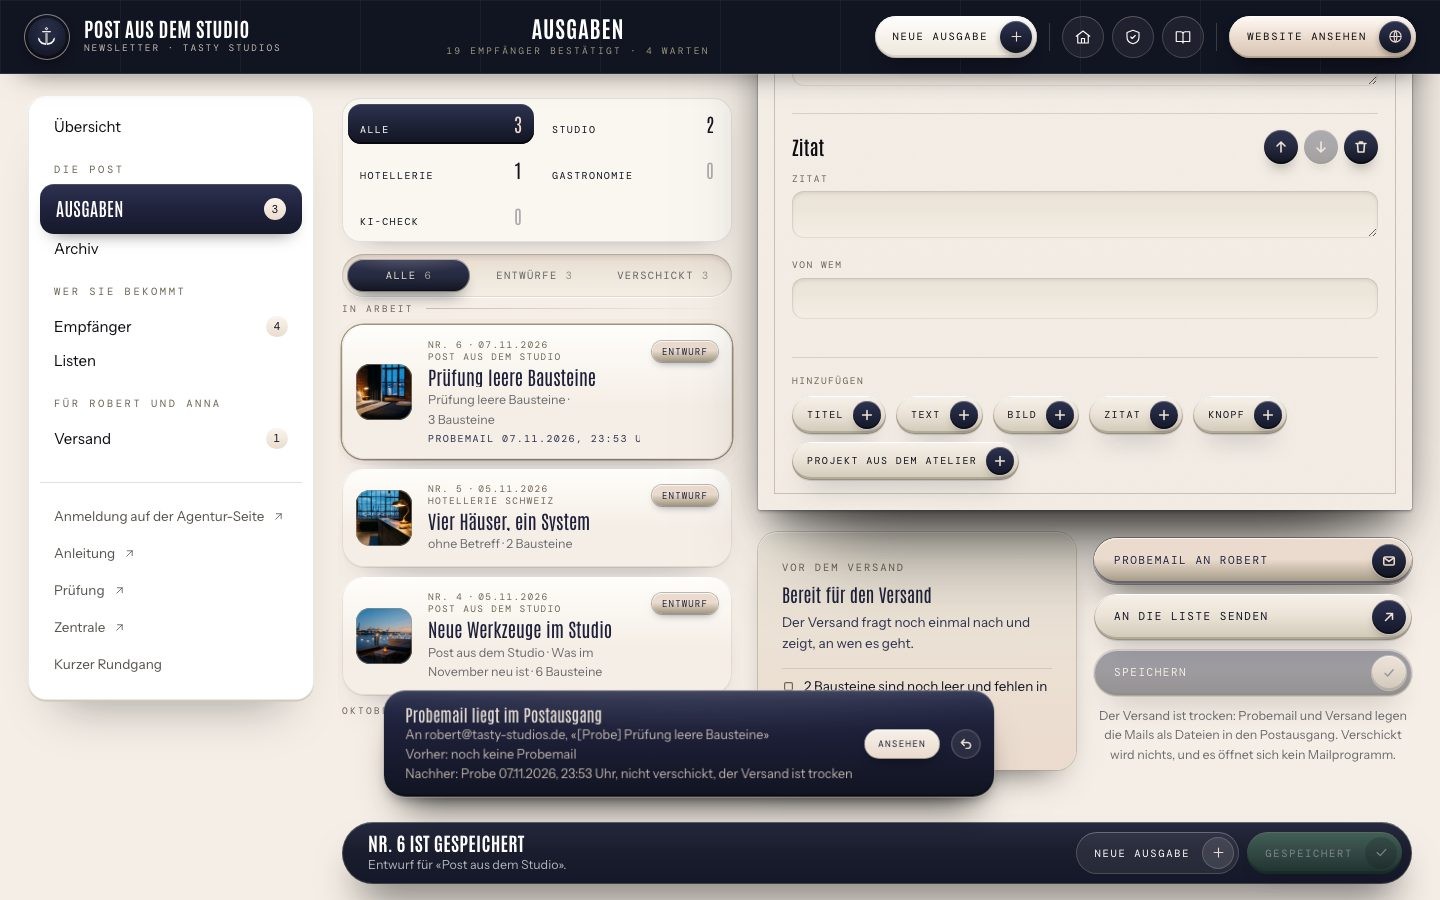 POST AUS DEM STUDIO
NEWSLETTER · TASTY STUDIOS
AUSGABEN
19 EMPFÄNGER BESTÄTIGT · 4 WARTEN
NEUE AUSGABE
WEBSITE ANSEHEN
Übersicht
DIE POST
AUSGABEN 3
Archiv
WER SIE BEKOMMT
Empfänger 4
Listen
FÜR ROBERT UND ANNA
Versand 1
Anmeldung auf der Agentur-Seite
Anleitung
Prüfung
Zentrale
Kurzer Rundgang
ALLE 3
STUDIO 2
HOTELLERIE 1
GASTRONOMIE 0
KI-CHECK 0
ALLE 6
ENTWÜRFE 3
VERSCHICKT 3
IN ARBEIT
NR. 6 · 07.11.2026
POST AUS DEM STUDIO
ENTWURF
Prüfung leere Bausteine
Prüfung leere Bausteine ·
3 Bausteine
PROBEMAIL 07.11.2026, 23:53 U
NR. 5 · 05.11.2026
HOTELLERIE SCHWEIZ
ENTWURF
Vier Häuser, ein System
ohne Betreff · 2 Bausteine
NR. 4 · 05.11.2026
POST AUS DEM STUDIO
ENTWURF
Neue Werkzeuge im Studio
Post aus dem Studio · Was im
November neu ist · 6 Bausteine
Zitat
ZITAT
VON WEM
HINZUFÜGEN
TITEL
TEXT
BILD
ZITAT
KNOPF
PROJEKT AUS DEM ATELIER
VOR DEM VERSAND
Bereit für den Versand
Der Versand fragt noch einmal nach und
zeigt, an wen es geht.
2 Bausteine sind noch leer und fehlen in
PROBEMAIL AN ROBERT
AN DIE LISTE SENDEN
SPEICHERN
Der Versand ist trocken: Probemail und Versand legen
die Mails als Dateien in den Postausgang. Verschickt
wird nichts, und es öffnet sich kein Mailprogramm.
Probemail liegt im Postausgang
An robert@tasty-studios.de, «[Probe] Prüfung leere Bausteine»
Vorher: noch keine Probemail
Nachher: Probe 07.11.2026, 23:53 Uhr, nicht verschickt, der Versand ist trocken
ANSEHEN
NR. 6 IST GESPEICHERT
Entwurf für «Post aus dem Studio».
NEUE AUSGABE
GESPEICHERT